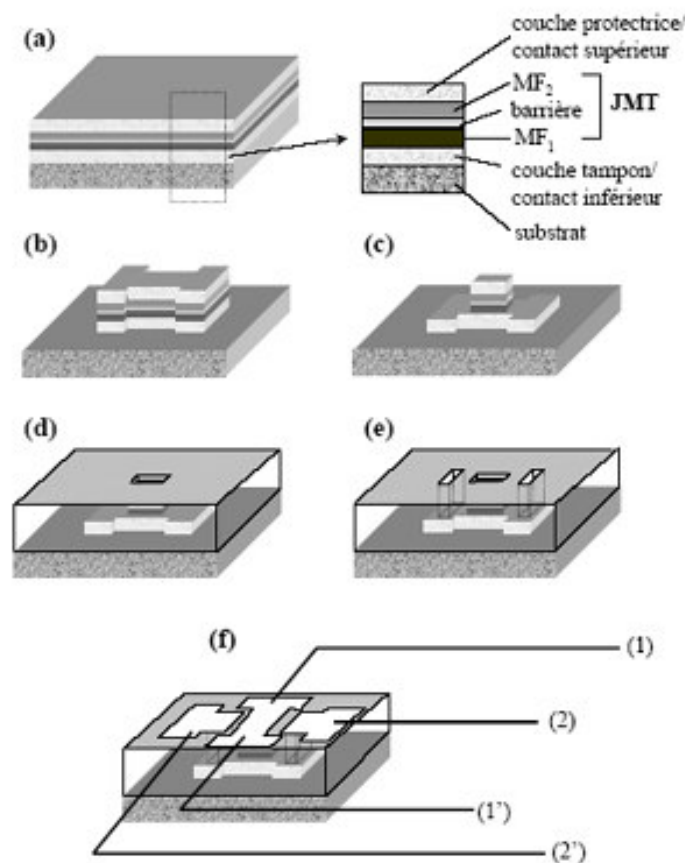 (a)
couche protectrice/
contact supérieur
MF₂
barrière
JMT
MF₁
couche tampon/
contact inférieur
substrat
(b)
(c)
(d)
(e)
(f)
(1)
(2)
(1')
(2')